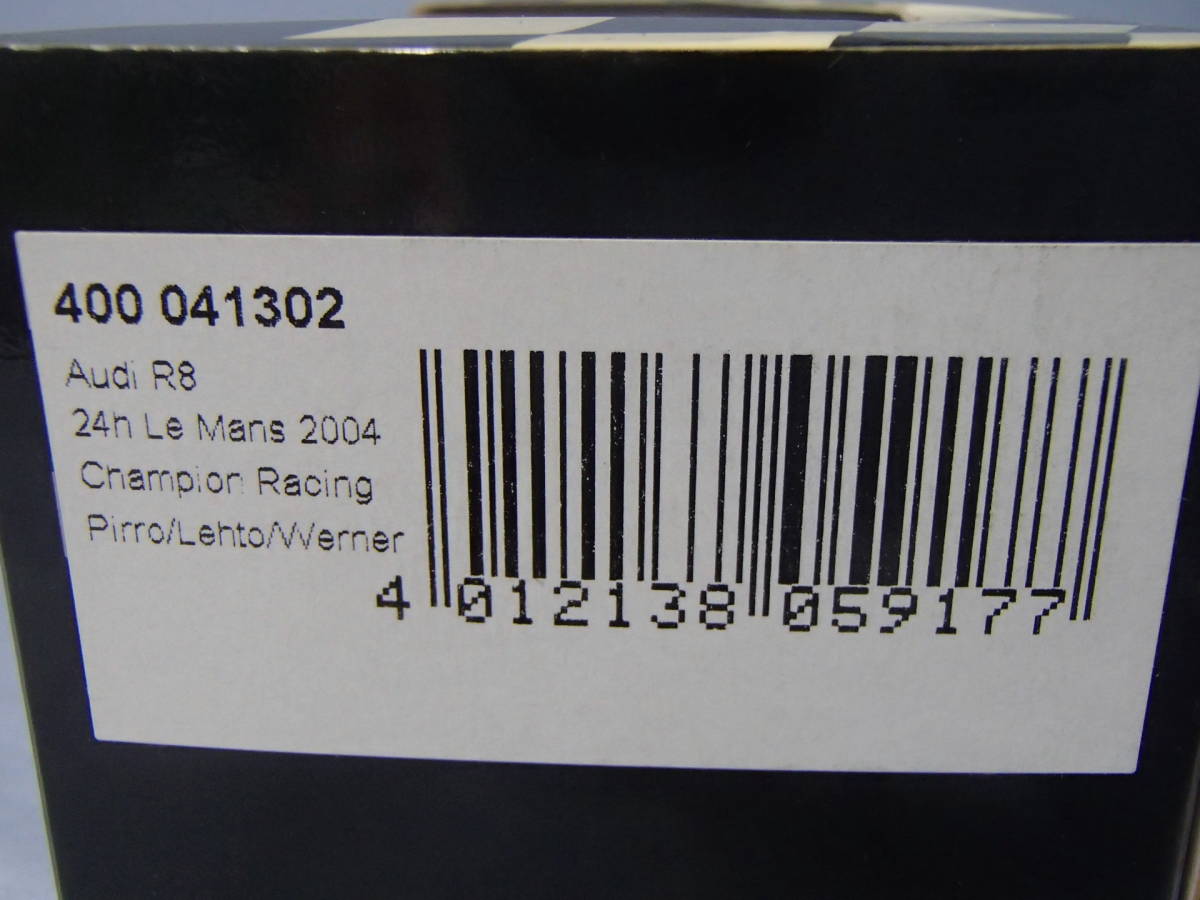 400 041302
Audi R8
24h Le Mans 2004
Champion Racing
Pirro/Lehto/Werner
4 012138 059177